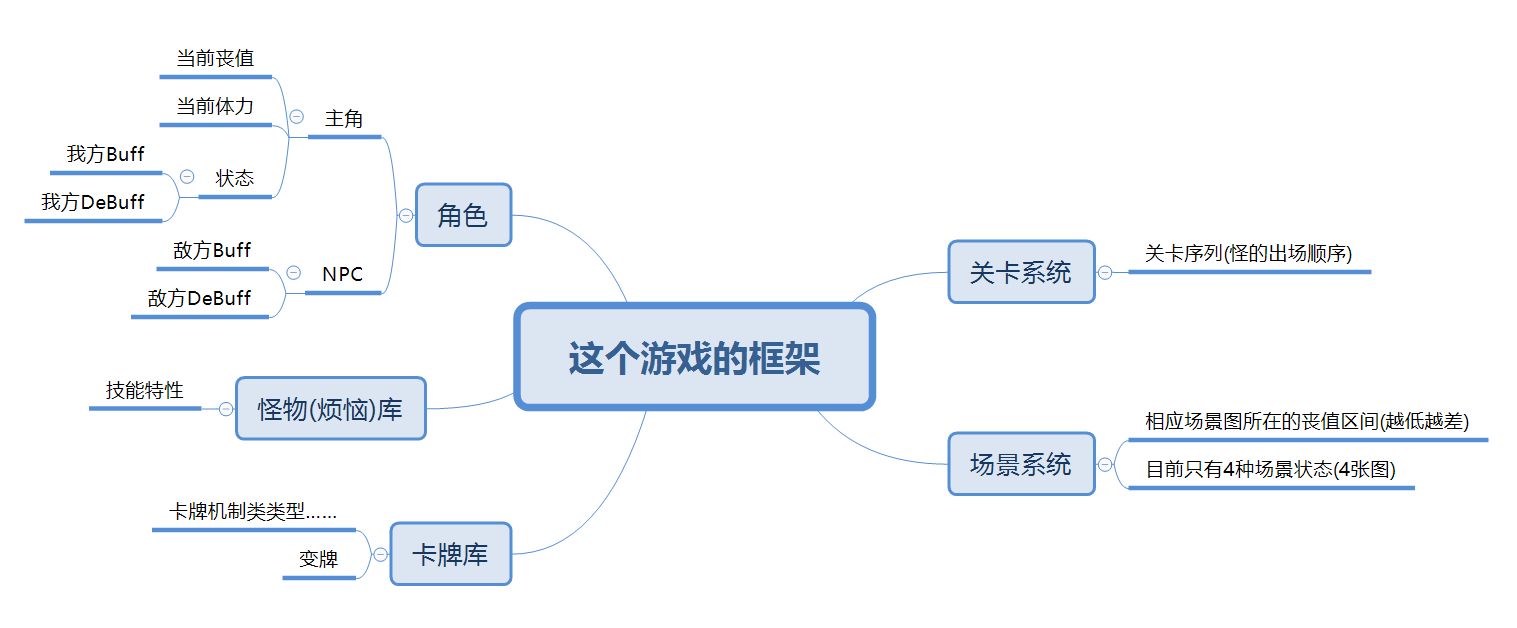 这个游戏的框架
角色
主角
当前丧值
当前体力
状态
我方Buff
我方DeBuff
NPC
敌方Buff
敌方DeBuff
怪物(烦恼)库
技能特性
卡牌库
卡牌机制类类型......
变牌
关卡系统
关卡序列(怪的出场顺序)
场景系统
相应场景图所在的丧值区间(越低越差)
目前只有4种场景状态(4张图)